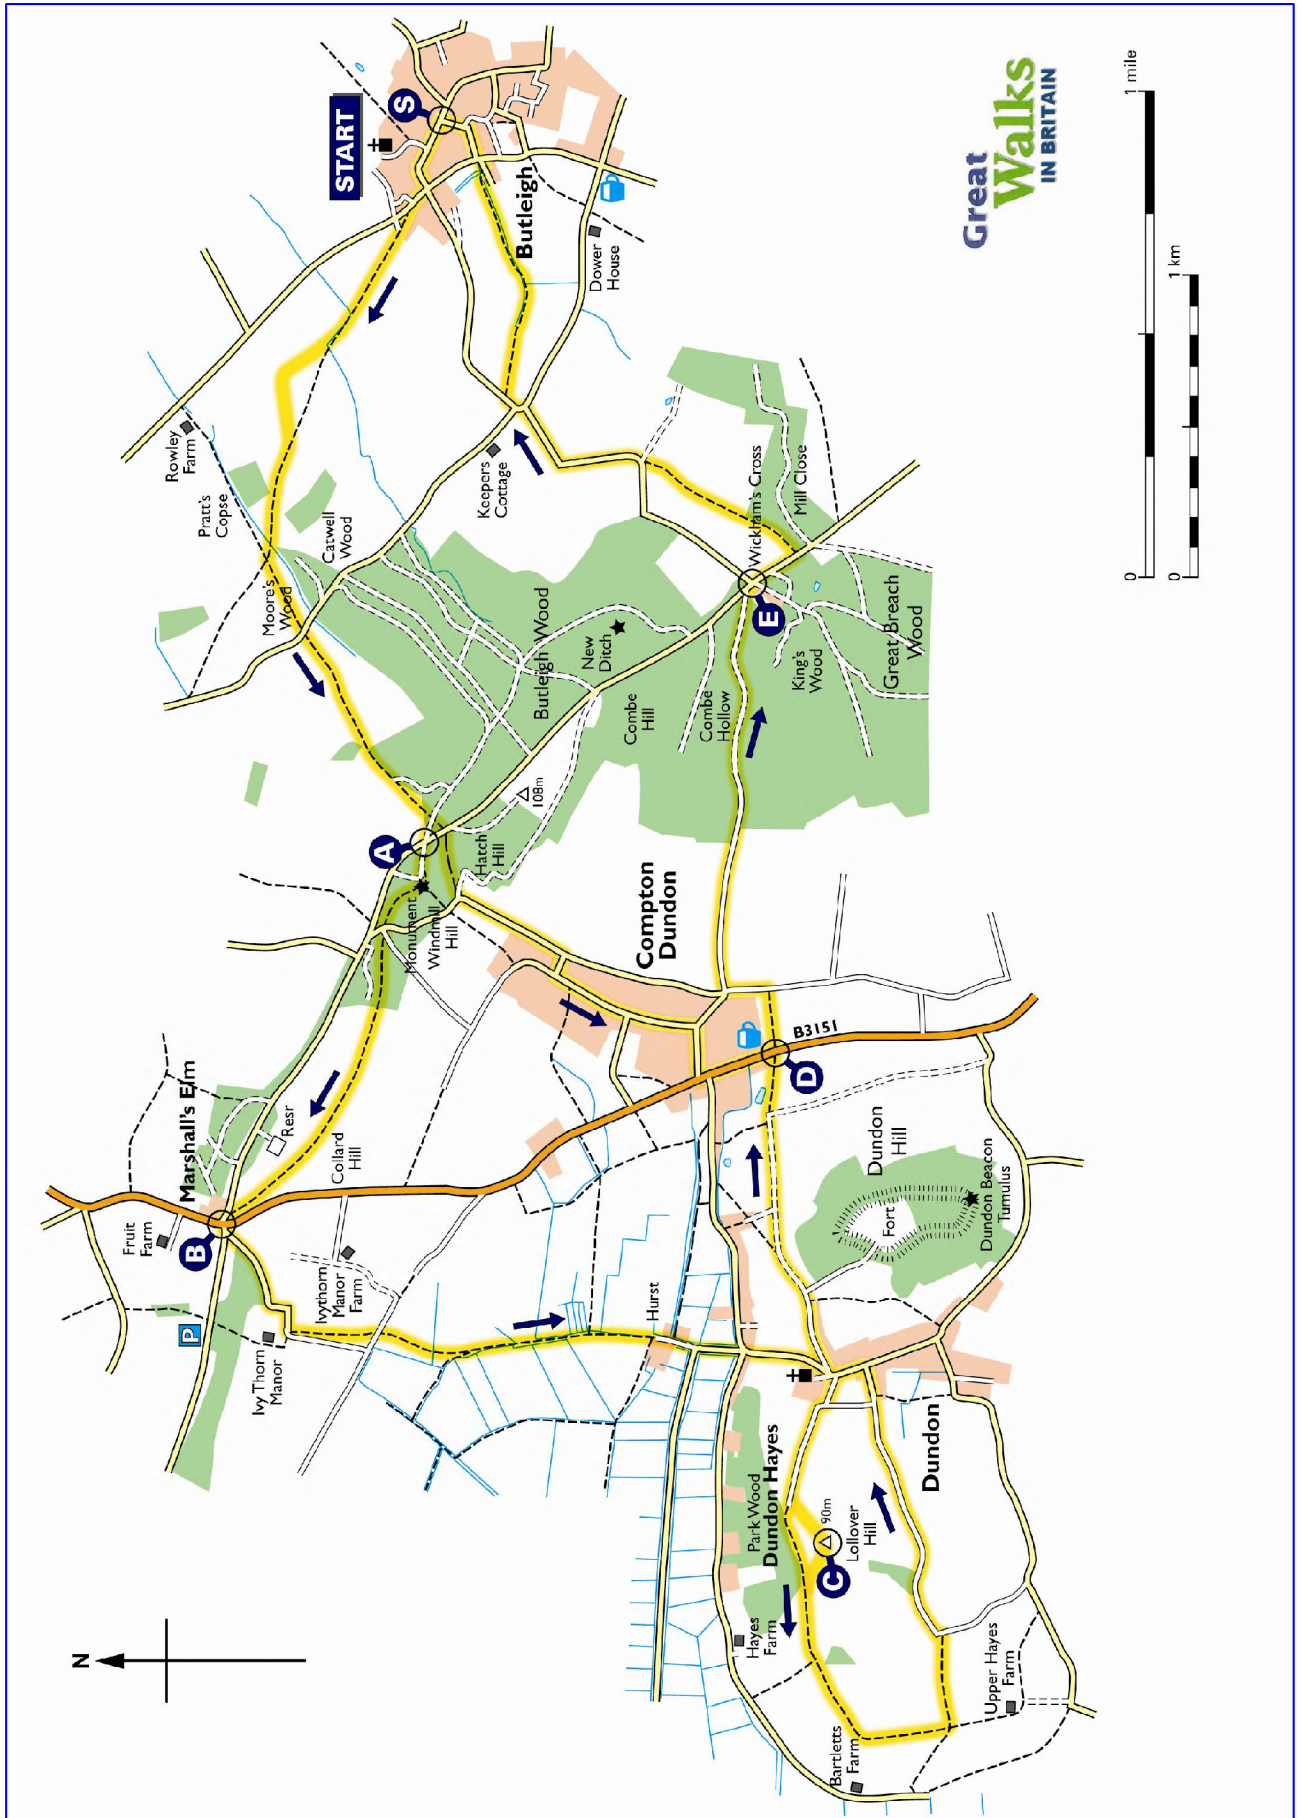 START
S
Butleigh
Dower
House
Great
Walks
IN BRITAIN
1 mile
0
1 km
0
Rowley
Farm
Pratt's
Copse
Keepers
Cottage
Catwell
Wood
Moore's
Wood
Wickham's Cross
Mill Close
Butleigh Wood
New
Ditch
E
Great Breach
Wood
King's
Wood
Combe
Hill
Combe
Hollow
108m
A
Hatch
Hill
Monument
Windmill
Hill
Compton
Dundon
Marshall's Elm
Resr
Collard
Hill
B3151
D
Fruit
Farm
B
Ivythorn
Manor
Farm
P
Ivy Thorn
Manor
Hurst
Dundon
Hill
Fort
Dundon Beacon
Tumulus
Dundon Hayes
Park Wood
Dundon
90m
Lollover
Hill
C
Hayes
Farm
Upper Hayes
Farm
Bartletts
Farm
N